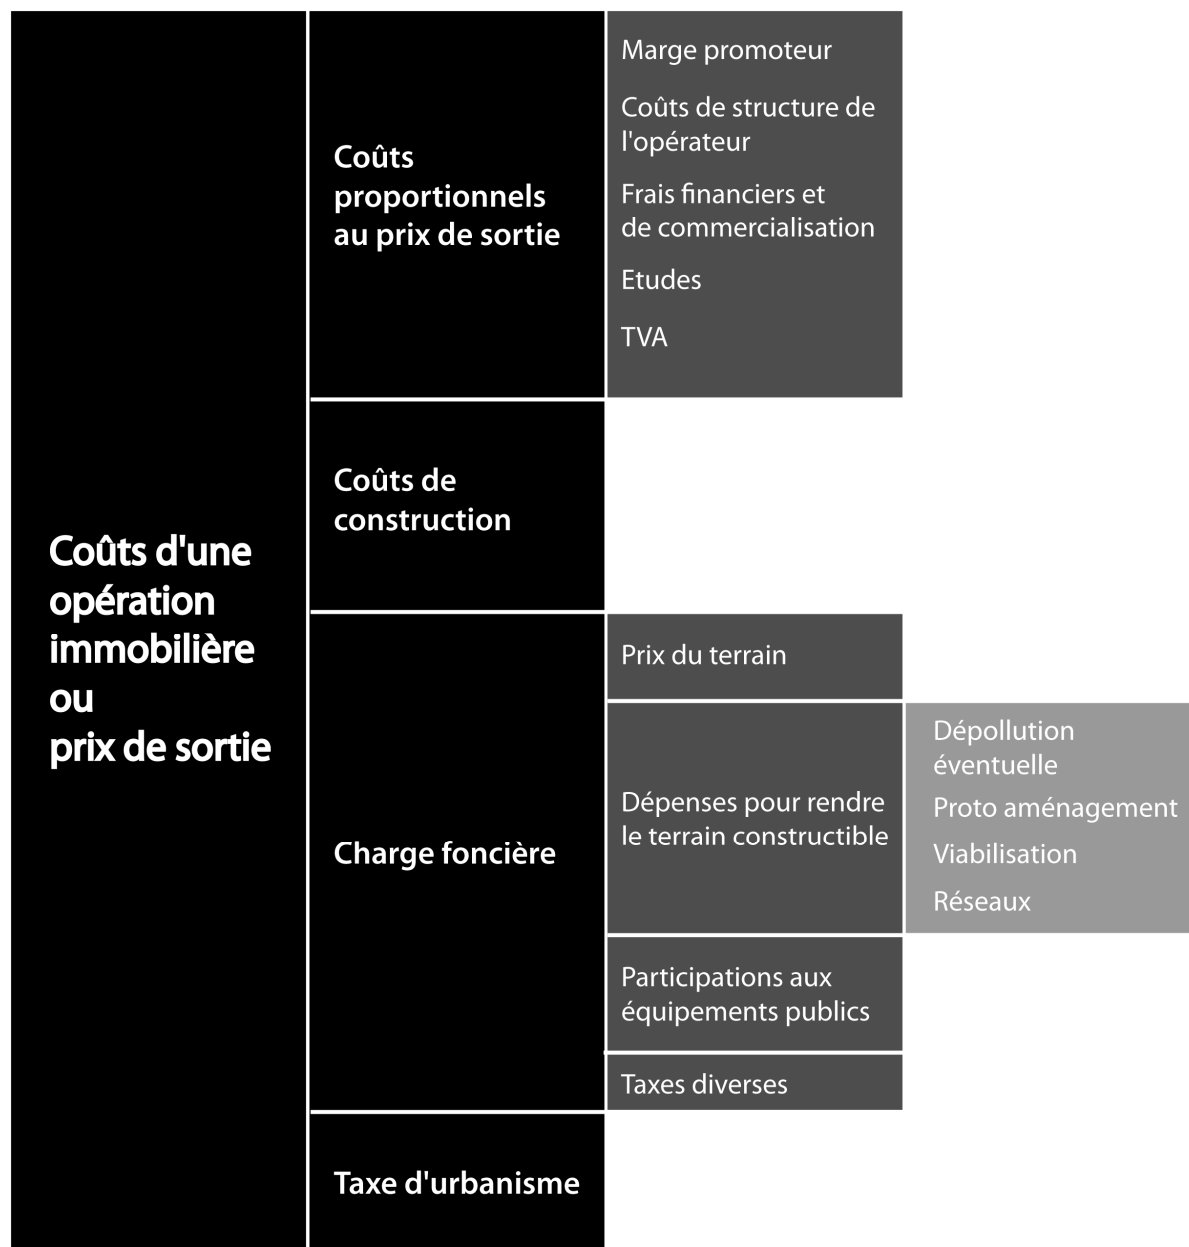 Coûts d'une
opération
immobilière
ou
prix de sortie
Coûts
proportionnels
au prix de sortie
Marge promoteur
Coûts de structure de
l'opérateur
Frais financiers et
de commercialisation
Etudes
TVA
Coûts de
construction
Charge foncière
Prix du terrain
Dépenses pour rendre
le terrain constructible
Dépollution
éventuelle
Proto aménagement
Viabilisation
Réseaux
Participations aux
équipements publics
Taxes diverses
Taxe d'urbanisme